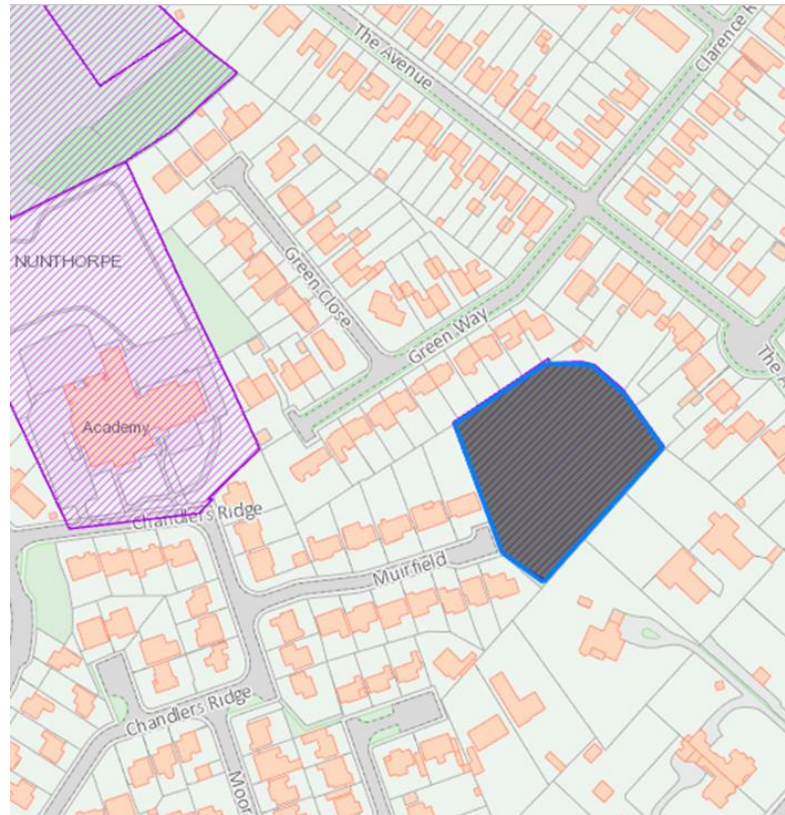 The Avenue
Clarence R
NUNTHORPE
Green Close
Green Way
The A
Academy
Chandlers Ridge
Muirfield
Chandlers Ridge
Moor